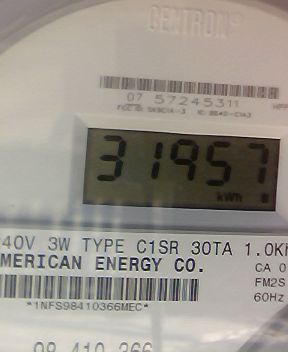 CENTRON®
07 57245311
31957
kWh
40V 3W TYPE C1SR 30TA 1.0K
MERICAN ENERGY CO.
CA 0
FM2S
60Hz
*1NFS98410366MEC*
98 410 366